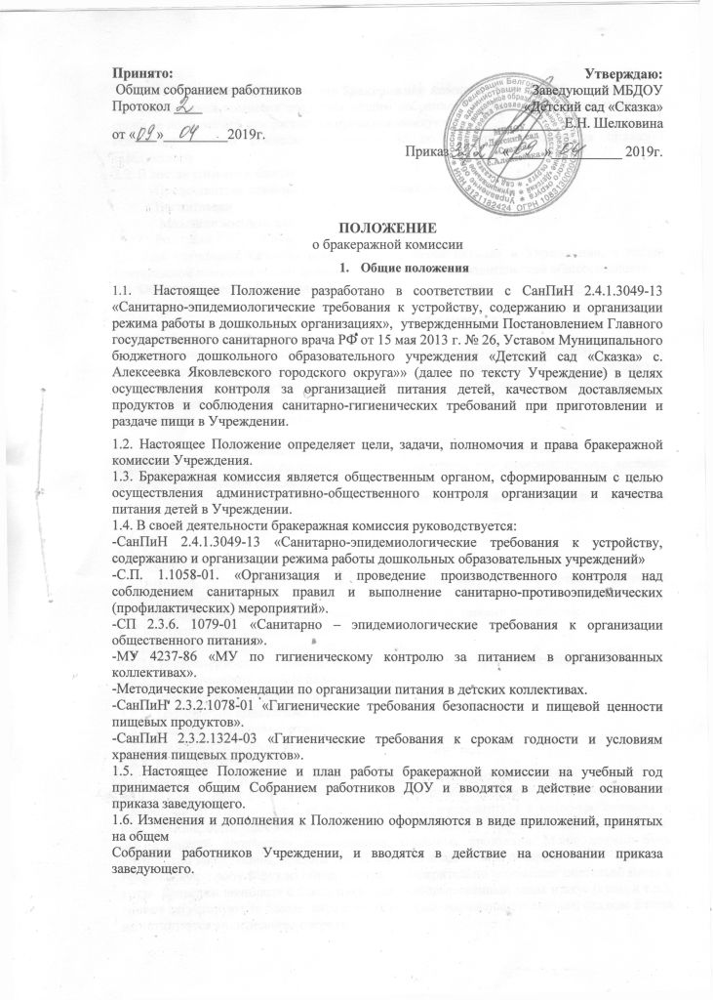 Принято:
Общим собранием работников
Протокол 2
от «09» 04 2019г.
Утверждаю:
Заведующий МБДОУ
«Детский сад «Сказка»
Е.Н. Шелковина
Приказ « » 04 2019г.
ИНН 3121182424 ОГРН
ПОЛОЖЕНИЕ
о бракеражной комиссии
1. Общие положения
1.1. Настоящее Положение разработано в соответствии с СанПиН 2.4.1.3049-13
«Санитарно-эпидемиологические требования к устройству, содержанию и организации
режима работы в дошкольных организациях», утвержденными Постановлением Главного
государственного санитарного врача РФ от 15 мая 2013 г. № 26, Уставом Муниципального
бюджетного дошкольного образовательного учреждения «Детский сад «Сказка» с.
Алексеевка Яковлевского городского округа»» (далее по тексту Учреждение) в целях
осуществления контроля за организацией питания детей, качеством доставляемых
продуктов и соблюдения санитарно-гигиенических требований при приготовлении и
раздаче пищи в Учреждении.
1.2. Настоящее Положение определяет цели, задачи, полномочия и права бракеражной
комиссии Учреждения.
1.3. Бракеражная комиссия является общественным органом, сформированным с целью
осуществления административно-общественного контроля организации и качества
питания детей в Учреждении.
1.4. В своей деятельности бракеражная комиссия руководствуется:
-СанПиН 2.4.1.3049-13 «Санитарно-эпидемиологические требования к устройству,
содержанию и организации режима работы дошкольных образовательных учреждений»
-С.П. 1.1058-01. «Организация и проведение производственного контроля над
соблюдением санитарных правил и выполнение санитарно-противоэпидемических
(профилактических) мероприятий».
-СП 2.3.6. 1079-01 «Санитарно – эпидемиологические требования к организации
общественного питания».
-МУ 4237-86 «МУ по гигиеническому контролю за питанием в организованных
коллективах».
-Методические рекомендации по организации питания в детских коллективах.
-СанПиН 2.3.2.1078-01 «Гигиенические требования безопасности и пищевой ценности
пищевых продуктов».
-СанПиН 2.3.2.1324-03 «Гигиенические требования к срокам годности и условиям
хранения пищевых продуктов».
1.5. Настоящее Положение и план работы бракеражной комиссии на учебный год
принимается общим Собранием работников ДОУ и вводятся в действие основании
приказа заведующего.
1.6. Изменения и дополнения к Положению оформляются в виде приложений, принятых
на общем
Собрании работников Учреждении, и вводятся в действие на основании приказа
заведующего.